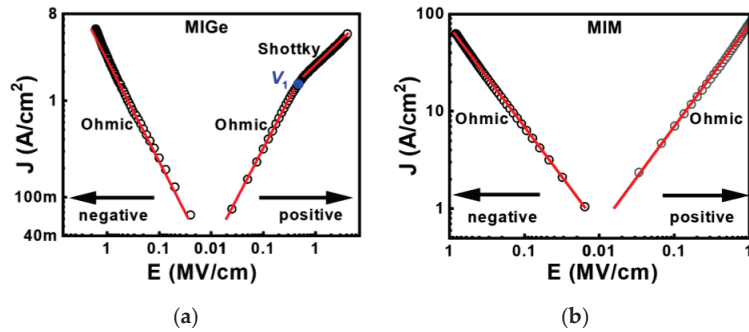 MIGe
8
1
100m
40m
J (A/cm²)
Shottky
V₁
Ohmic
Ohmic
negative
positive
1
0.1
0.01
0.1
1
E (MV/cm)
(a)
MIM
100
10
1
J (A/cm²)
Ohmic
Ohmic
negative
positive
1
0.1
0.01
0.1
1
E (MV/cm)
(b)